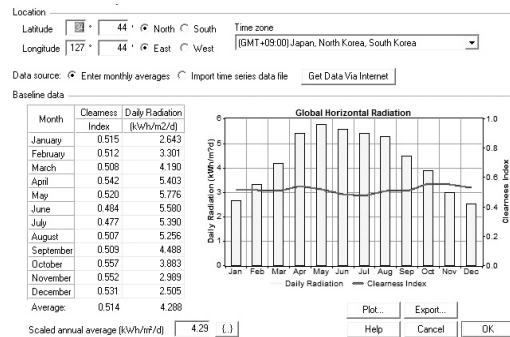 Location
Latitude ° 44 ' North South Time zone
Longitude 127 ° 44 ' East West (GMT+09:00) Japan, North Korea, South Korea
Data source: Enter monthly averages Import time series data file Get Data Via Internet
Baseline data
Month Clearness Index Daily Radiation (kWh/m2/d)
January 0.515 2.643
February 0.512 3.301
March 0.508 4.190
April 0.542 5.403
May 0.520 5.776
June 0.484 5.580
July 0.477 5.390
August 0.507 5.256
September 0.509 4.488
October 0.557 3.883
November 0.552 2.989
December 0.531 2.505
Average: 0.514 4.288
Scaled annual average (kWh/m²/d) 4.29 {..}
Global Horizontal Radiation
Daily Radiation (kWh/m²/d)
6
5
4
3
2
1
0
1.0
0.8
0.6
0.4
0.2
0.0
Clearness Index
Jan Feb Mar Apr May Jun Jul Aug Sep Oct Nov Dec
Daily Radiation Clearness Index
Plot... Export...
Help Cancel OK